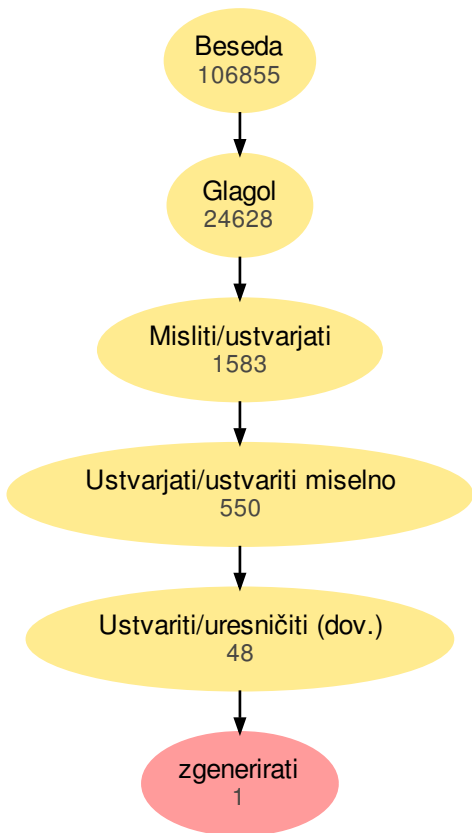 Beseda
106855
Glagol
24628
Misliti/ustvarjati
1583
Ustvarjati/ustvariti miselno
550
Ustvariti/uresničiti (dov.)
48
zgenerirati
1